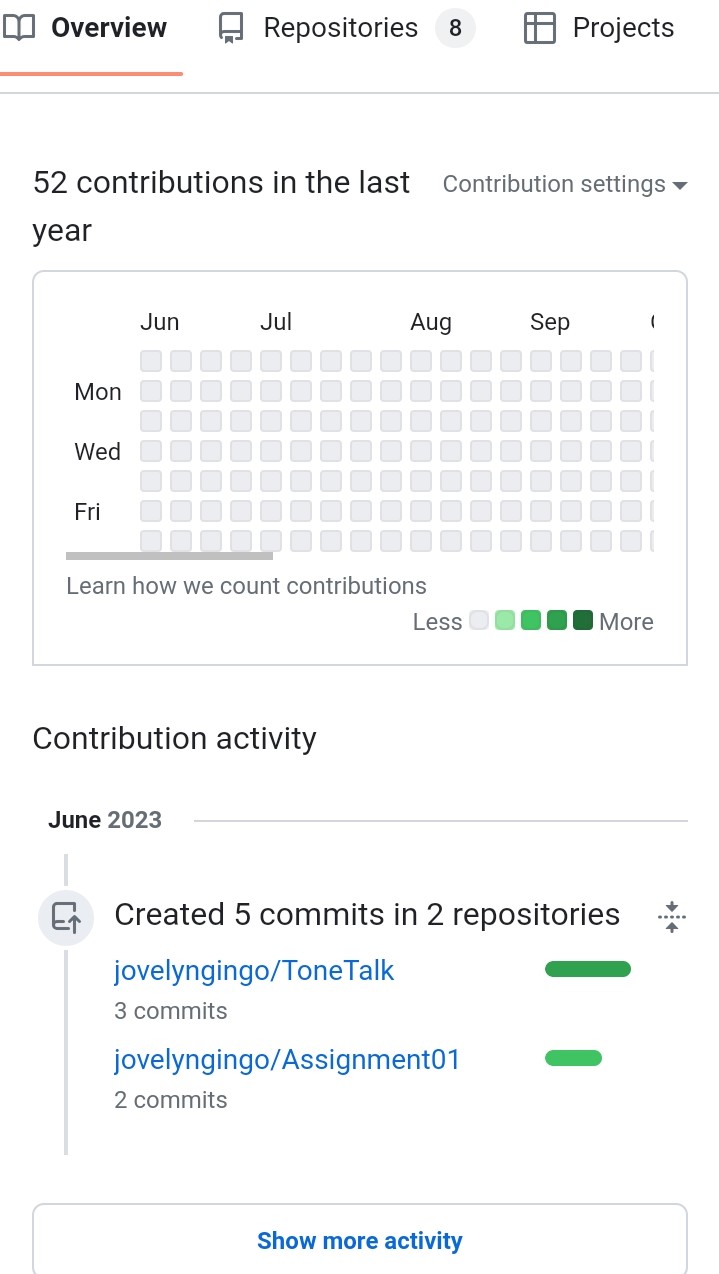 Overview Repositories 8 Projects
52 contributions in the last Contribution settings
year
Jun Jul Aug Sep
Mon
Wed
Fri
Learn how we count contributions
Less More
Contribution activity
June 2023
Created 5 commits in 2 repositories
jovelyngingo/ToneTalk
3 commits
jovelyngingo/Assignment01
2 commits
Show more activity